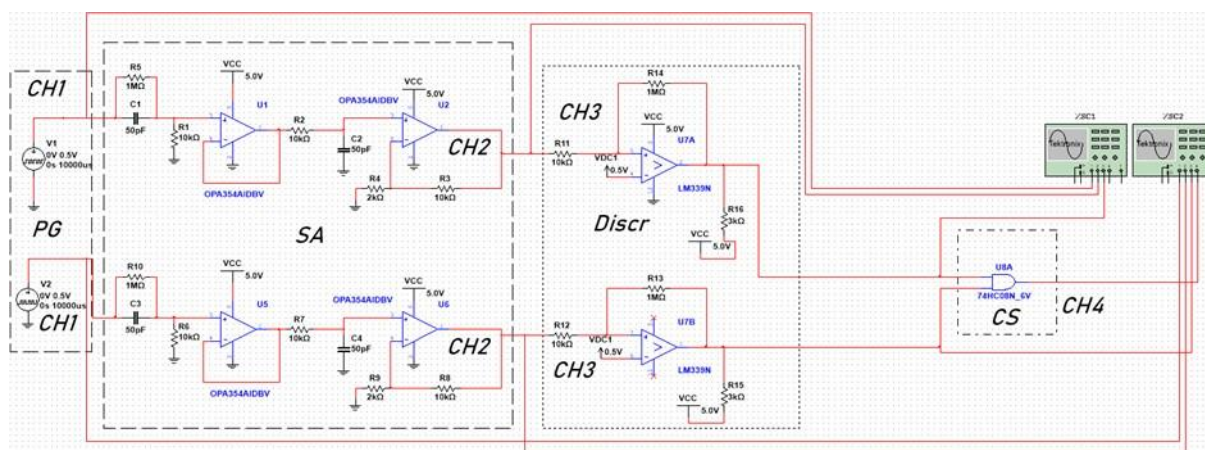 CH1
V1
0V 0.5V
0s 10000us
PG
V2
0V 0.5V
0s 10000us
CH1
R5
1MΩ
C1
50pF
R1
10kΩ
VCC
5.0V
U1
OPA354AIDBV
R2
10kΩ
C2
50pF
OPA354AIDBV
VCC
5.0V
U2
CH2
R4
2kΩ
R3
10kΩ
SA
R10
1MΩ
C3
50pF
R6
10kΩ
VCC
5.0V
U5
OPA354AIDBV
R7
10kΩ
C4
50pF
OPA354AIDBV
VCC
5.0V
U6
CH2
R9
2kΩ
R8
10kΩ
R14
1MΩ
CH3
R11
10kΩ
VDC1
0.5V
VCC
5.0V
U7A
LM339N
Discr
R16
3kΩ
VCC
5.0V
R13
1MΩ
R12
10kΩ
VDC1
0.5V
CH3
U7B
LM339N
R15
3kΩ
VCC
5.0V
XSC2
Tektronix
U8A
74HC08N_6V
CS
CH4